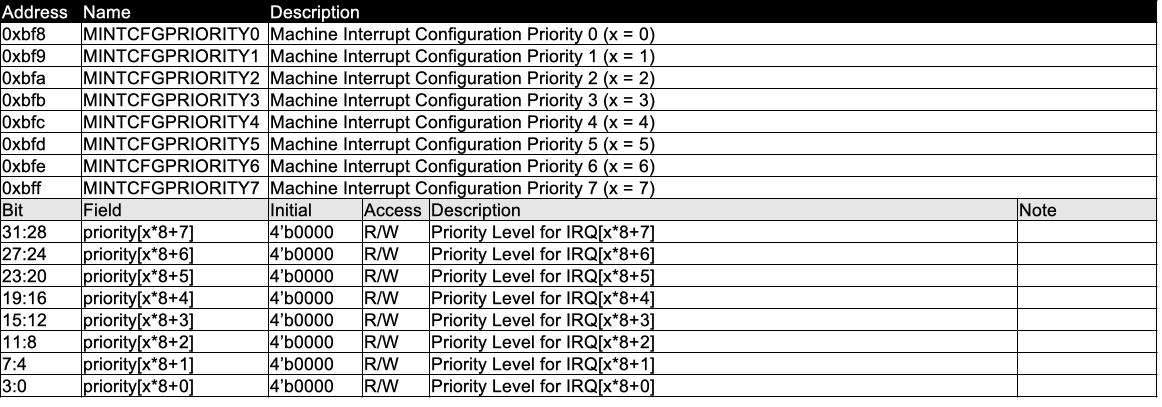 Address Name Description
0xbf8 MINTCFGPRIORITY0 Machine Interrupt Configuration Priority 0 (x = 0)
0xbf9 MINTCFGPRIORITY1 Machine Interrupt Configuration Priority 1 (x = 1)
0xbfa MINTCFGPRIORITY2 Machine Interrupt Configuration Priority 2 (x = 2)
0xbfb MINTCFGPRIORITY3 Machine Interrupt Configuration Priority 3 (x = 3)
0xbfc MINTCFGPRIORITY4 Machine Interrupt Configuration Priority 4 (x = 4)
0xbfd MINTCFGPRIORITY5 Machine Interrupt Configuration Priority 5 (x = 5)
0xbfe MINTCFGPRIORITY6 Machine Interrupt Configuration Priority 6 (x = 6)
0xbff MINTCFGPRIORITY7 Machine Interrupt Configuration Priority 7 (x = 7)
Bit Field Initial Access Description Note
31:28 priority[x*8+7] 4’b0000 R/W Priority Level for IRQ[x*8+7]
27:24 priority[x*8+6] 4’b0000 R/W Priority Level for IRQ[x*8+6]
23:20 priority[x*8+5] 4’b0000 R/W Priority Level for IRQ[x*8+5]
19:16 priority[x*8+4] 4’b0000 R/W Priority Level for IRQ[x*8+4]
15:12 priority[x*8+3] 4’b0000 R/W Priority Level for IRQ[x*8+3]
11:8 priority[x*8+2] 4’b0000 R/W Priority Level for IRQ[x*8+2]
7:4 priority[x*8+1] 4’b0000 R/W Priority Level for IRQ[x*8+1]
3:0 priority[x*8+0] 4’b0000 R/W Priority Level for IRQ[x*8+0]